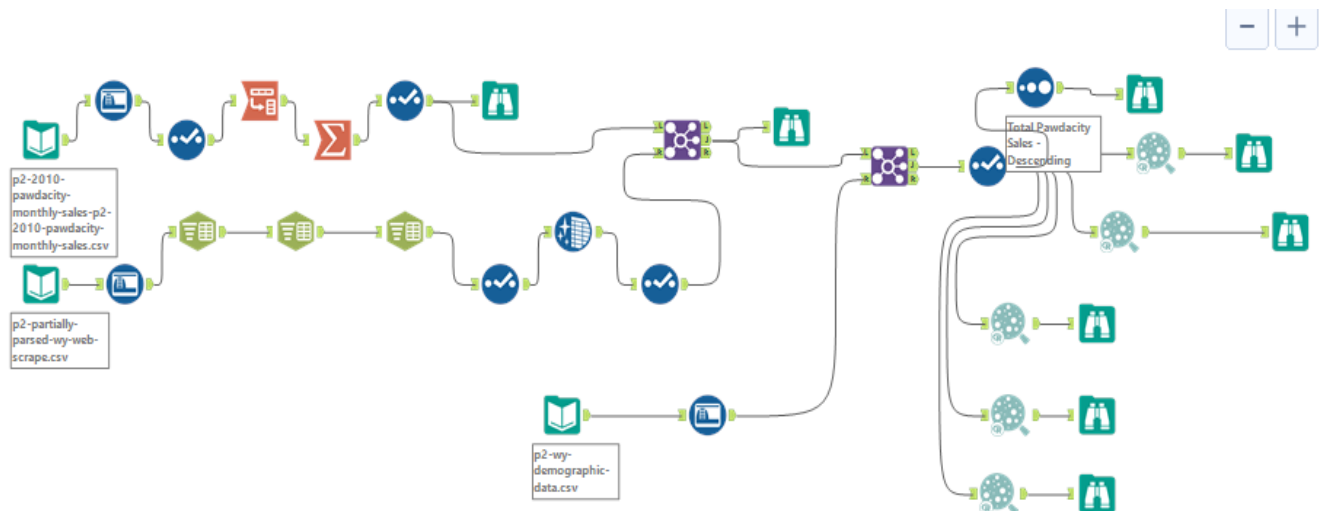 p2-2010-
pawdacity-
monthly-sales-p2-
2010-pawdacity-
monthly-sales.csv
p2-partially-
parsed-wy-web-
scrape.csv
p2-wy-
demographic-
data.csv
Total Pawdacity
Sales -
Descending